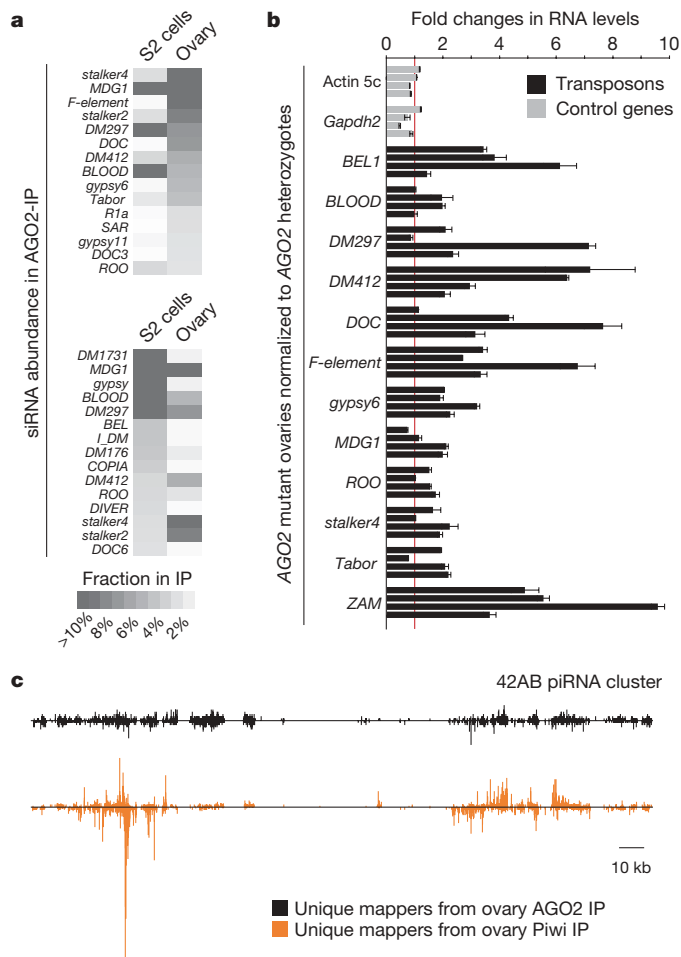 a
S2 cells
Ovary
siRNA abundance in AGO2-IP
stalker4
MDG1
F-element
stalker2
DM297
DOC
DM412
BLOOD
gypsy6
Tabor
R1a
SAR
gypsy11
DOC3
ROO
S2 cells
Ovary
DM1731
MDG1
gypsy
BLOOD
DM297
BEL
I_DM
DM176
COPIA
DM412
ROO
DIVER
stalker4
stalker2
DOC6
Fraction in IP
>10%
8%
6%
4%
2%
b
Fold changes in RNA levels
0 2 4 6 8 10
AGO2 mutant ovaries normalized to AGO2 heterozygotes
Transposons
Control genes
Actin 5c
Gapdh2
BEL1
BLOOD
DM297
DM412
DOC
F-element
gypsy6
MDG1
ROO
stalker4
Tabor
ZAM
c
42AB piRNA cluster
10 kb
Unique mappers from ovary AGO2 IP
Unique mappers from ovary Piwi IP